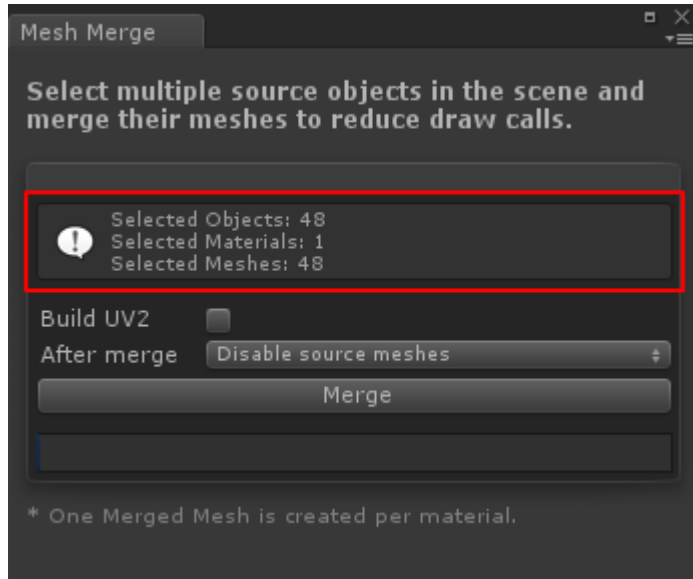 Mesh Merge
Select multiple source objects in the scene and
merge their meshes to reduce draw calls.
Selected Objects: 48
Selected Materials: 1
Selected Meshes: 48
Build UV2
After merge Disable source meshes
Merge
* One Merged Mesh is created per material.